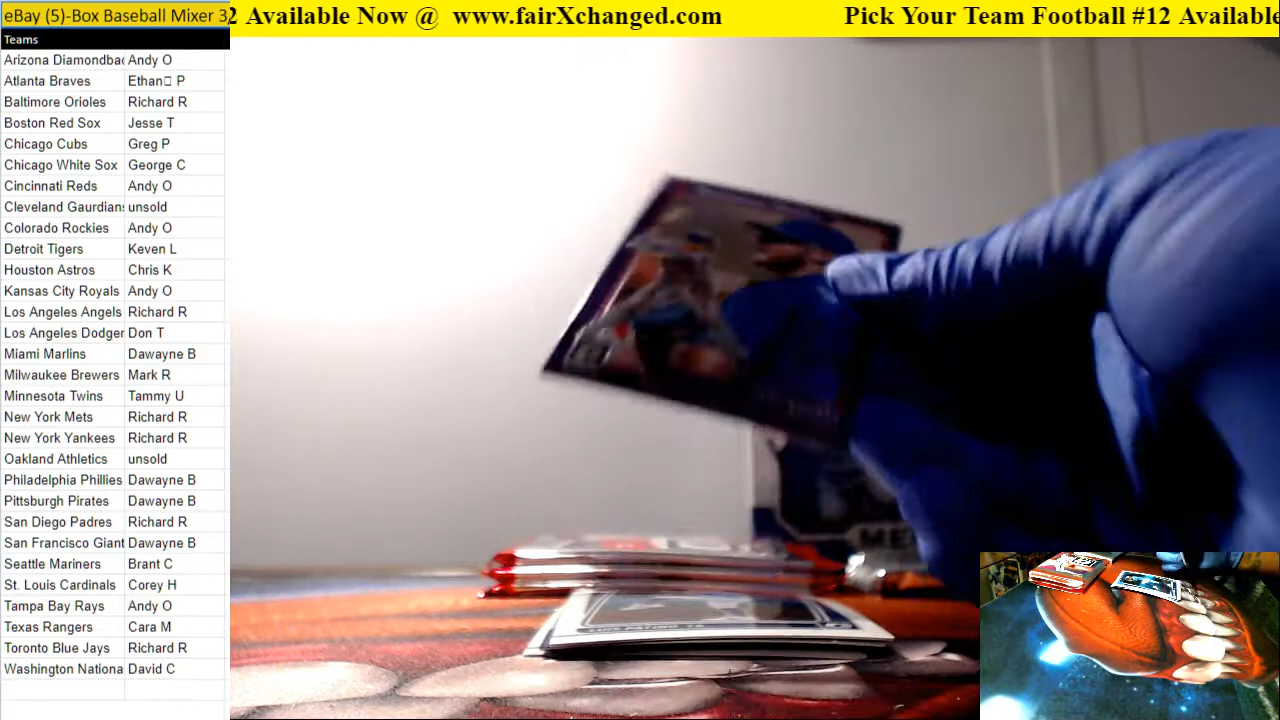 eBay (5)-Box Baseball Mixer 3
2 Available Now @ www.fairXchanged.com Pick Your Team Football #12 Available
Teams
Arizona Diamondbac Andy O
Atlanta Braves Ethan□ P
Baltimore Orioles Richard R
Boston Red Sox Jesse T
Chicago Cubs Greg P
Chicago White Sox George C
Cincinnati Reds Andy O
Cleveland Gaurdians unsold
Colorado Rockies Andy O
Detroit Tigers Keven L
Houston Astros Chris K
Kansas City Royals Andy O
Los Angeles Angels Richard R
Los Angeles Dodger Don T
Miami Marlins Dawayne B
Milwaukee Brewers Mark R
Minnesota Twins Tammy U
New York Mets Richard R
New York Yankees Richard R
Oakland Athletics unsold
Philadelphia Phillies Dawayne B
Pittsburgh Pirates Dawayne B
San Diego Padres Richard R
San Francisco Giant Dawayne B
Seattle Mariners Brant C
St. Louis Cardinals Corey H
Tampa Bay Rays Andy O
Texas Rangers Cara M
Toronto Blue Jays Richard R
Washington Nationa David C
ME
LUIS PATIÑO